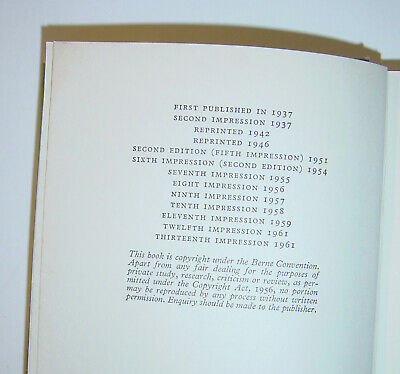 FIRST PUBLISHED IN 1937
SECOND IMPRESSION 1937
REPRINTED 1942
REPRINTED 1946
SECOND EDITION (FIFTH IMPRESSION) 1951
SIXTH IMPRESSION (SECOND EDITION) 1954
SEVENTH IMPRESSION 1955
EIGHT IMPRESSION 1956
NINTH IMPRESSION 1957
TENTH IMPRESSION 1958
ELEVENTH IMPRESSION 1959
TWELFTH IMPRESSION 1961
THIRTEENTH IMPRESSION 1961
This book is copyright under the Berne Convention.
Apart from any fair dealing for the purposes of
private study, research, criticism or review, as per-
mitted under the Copyright Act, 1956, no portion
may be reproduced by any process without written
permission. Enquiry should be made to the publisher.